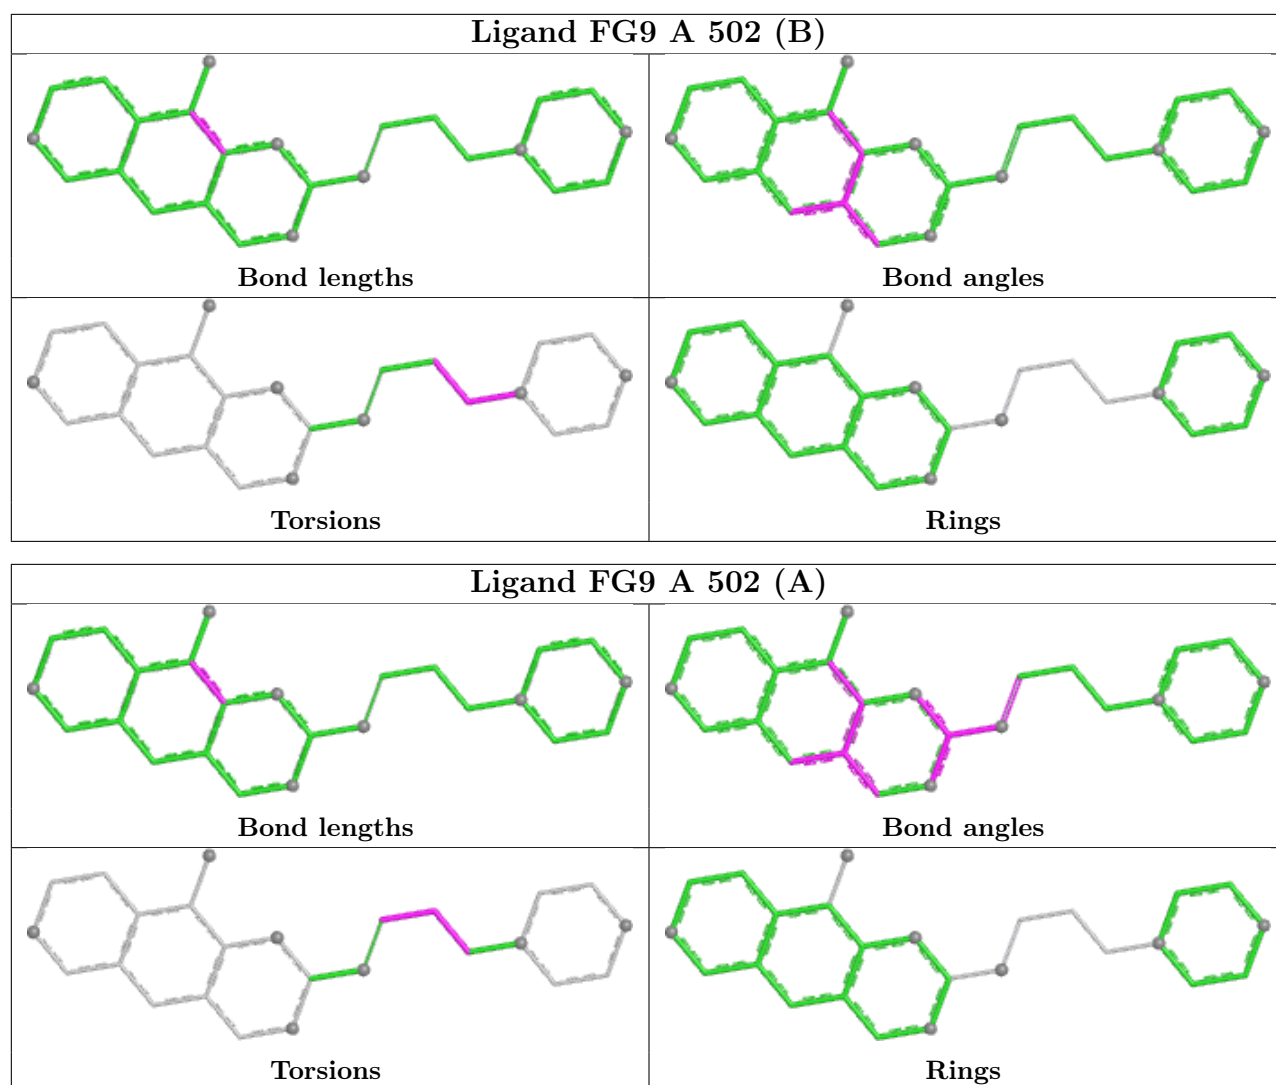 Ligand FG9 A 502 (B)
Bond lengths
Bond angles
Torsions
Rings
Ligand FG9 A 502 (A)
Bond lengths
Bond angles
Torsions
Rings